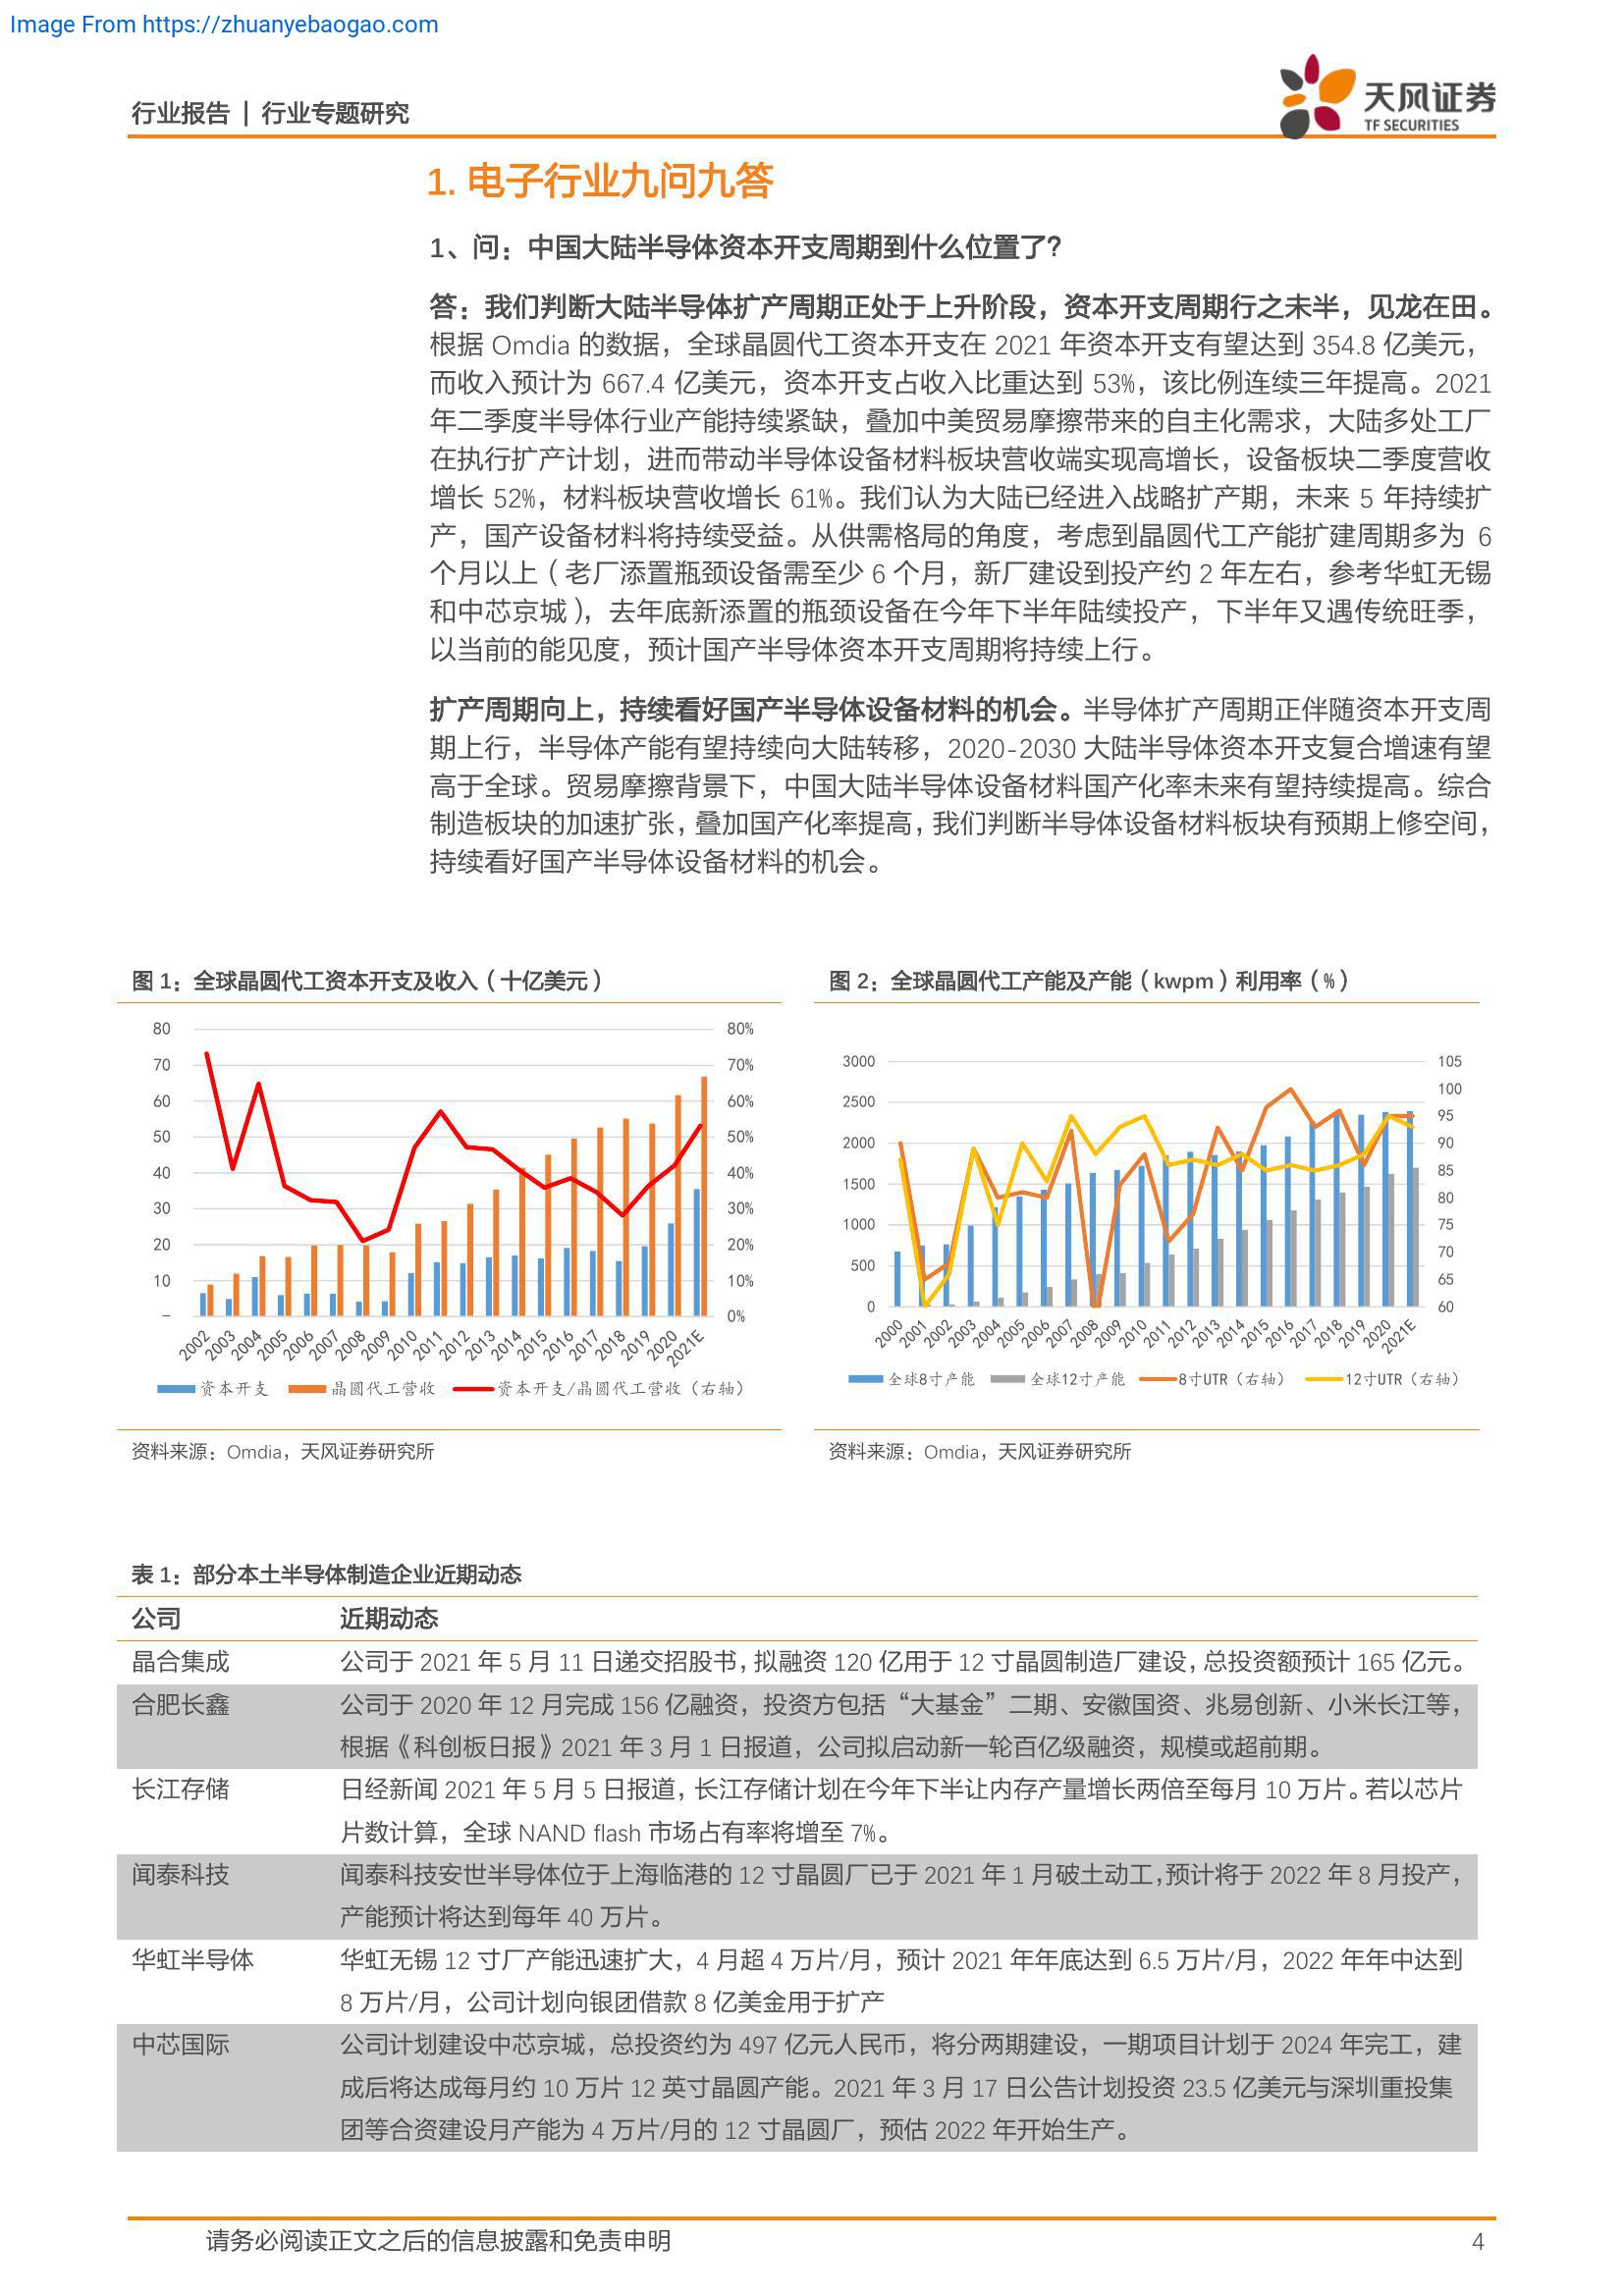 Image From https://zhuanyebaogao.com
行业报告 | 行业专题研究
天风证券
TF SECURITIES
1. 电子行业九问九答
1、问：中国大陆半导体资本开支周期到什么位置了?
答：我们判断大陆半导体扩产周期正处于上升阶段，资本开支周期行之未半，见龙在田。
根据 Omdia 的数据，全球晶圆代工资本开支在 2021 年资本开支有望达到 354.8 亿美元，
而收入预计为 667.4 亿美元，资本开支占收入比重达到 53%，该比例连续三年提高。2021
年二季度半导体行业产能持续紧缺，叠加中美贸易摩擦带来的自主化需求，大陆多处工厂
在执行扩产计划，进而带动半导体设备材料板块营收端实现高增长，设备板块二季度营收
增长 52%，材料板块营收增长 61%。我们认为大陆已经进入战略扩产期，未来 5 年持续扩
产，国产设备材料将持续受益。从供需格局的角度，考虑到晶圆代工产能扩建周期多为 6
个月以上（老厂添置瓶颈设备需至少 6 个月，新厂建设到投产约 2 年左右，参考华虹无锡
和中芯京城），去年底新添置的瓶颈设备在今年下半年陆续投产，下半年又遇传统旺季，
以当前的能见度，预计国产半导体资本开支周期将持续上行。
扩产周期向上，持续看好国产半导体设备材料的机会。半导体扩产周期正伴随资本开支周
期上行，半导体产能有望持续向大陆转移，2020-2030 大陆半导体资本开支复合增速有望
高于全球。贸易摩擦背景下，中国大陆半导体设备材料国产化率未来有望持续提高。综合
制造板块的加速扩张，叠加国产化率提高，我们判断半导体设备材料板块有预期上修空间，
持续看好国产半导体设备材料的机会。
图 1：全球晶圆代工资本开支及收入（十亿美元）
80
70
60
50
40
30
20
10
–
80%
70%
60%
50%
40%
30%
20%
10%
0%
2002 2003 2004 2005 2006 2007 2008 2009 2010 2011 2012 2013 2014 2015 2016 2017 2018 2019 2020 2021E
资本开支 晶圆代工营收 资本开支/晶圆代工营收（右轴）
资料来源：Omdia，天风证券研究所
图 2：全球晶圆代工产能及产能（kwpm）利用率（%）
3000
2500
2000
1500
1000
500
0
105
100
95
90
85
80
75
70
65
60
2000 2001 2002 2003 2004 2005 2006 2007 2008 2009 2010 2011 2012 2013 2014 2015 2016 2017 2018 2019 2020 2021E
全球8寸产能 全球12寸产能 8寸UTR（右轴） 12寸UTR（右轴）
资料来源：Omdia，天风证券研究所
表 1：部分本土半导体制造企业近期动态
公司 近期动态
晶合集成 公司于 2021 年 5 月 11 日递交招股书，拟融资 120 亿用于 12 寸晶圆制造厂建设，总投资额预计 165 亿元。
合肥长鑫 公司于 2020 年 12 月完成 156 亿融资，投资方包括“大基金”二期、安徽国资、兆易创新、小米长江等，
根据《科创板日报》2021 年 3 月 1 日报道，公司拟启动新一轮百亿级融资，规模或超前期。
长江存储 日经新闻 2021 年 5 月 5 日报道，长江存储计划在今年下半让内存产量增长两倍至每月 10 万片。若以芯片
片数计算，全球 NAND flash 市场占有率将增至 7%。
闻泰科技 闻泰科技安世半导体位于上海临港的 12 寸晶圆厂已于 2021 年 1 月破土动工，预计将于 2022 年 8 月投产，
产能预计将达到每年 40 万片。
华虹半导体 华虹无锡 12 寸厂产能迅速扩大，4 月超 4 万片/月，预计 2021 年年底达到 6.5 万片/月，2022 年年中达到
8 万片/月，公司计划向银团借款 8 亿美金用于扩产
中芯国际 公司计划建设中芯京城，总投资约为 497 亿元人民币，将分两期建设，一期项目计划于 2024 年完工，建
成后将达成每月约 10 万片 12 英寸晶圆产能。2021 年 3 月 17 日公告计划投资 23.5 亿美元与深圳重投集
团等合资建设月产能为 4 万片/月的 12 寸晶圆厂，预估 2022 年开始生产。
请务必阅读正文之后的信息披露和免责申明
4